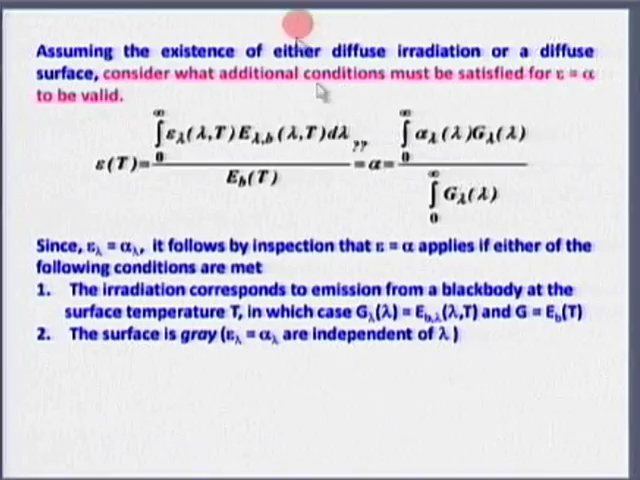 Assuming the existence of either diffuse irradiation or a diffuse
surface, consider what additional conditions must be satisfied for ε = α
to be valid.
ε(T) = ∫₀^∞ ε_λ(λ,T)E_λ,b(λ,T)dλ / E_b(T) ?? = α = ∫₀^∞ α_λ(λ)G_λ(λ) / ∫₀^∞ G_λ(λ)
Since, ε_λ = α_λ, it follows by inspection that ε = α applies if either of the
following conditions are met
1. The irradiation corresponds to emission from a blackbody at the
surface temperature T, in which case G_λ(λ) = E_b,λ(λ,T) and G = E_b(T)
2. The surface is gray (ε_λ = α_λ are independent of λ )